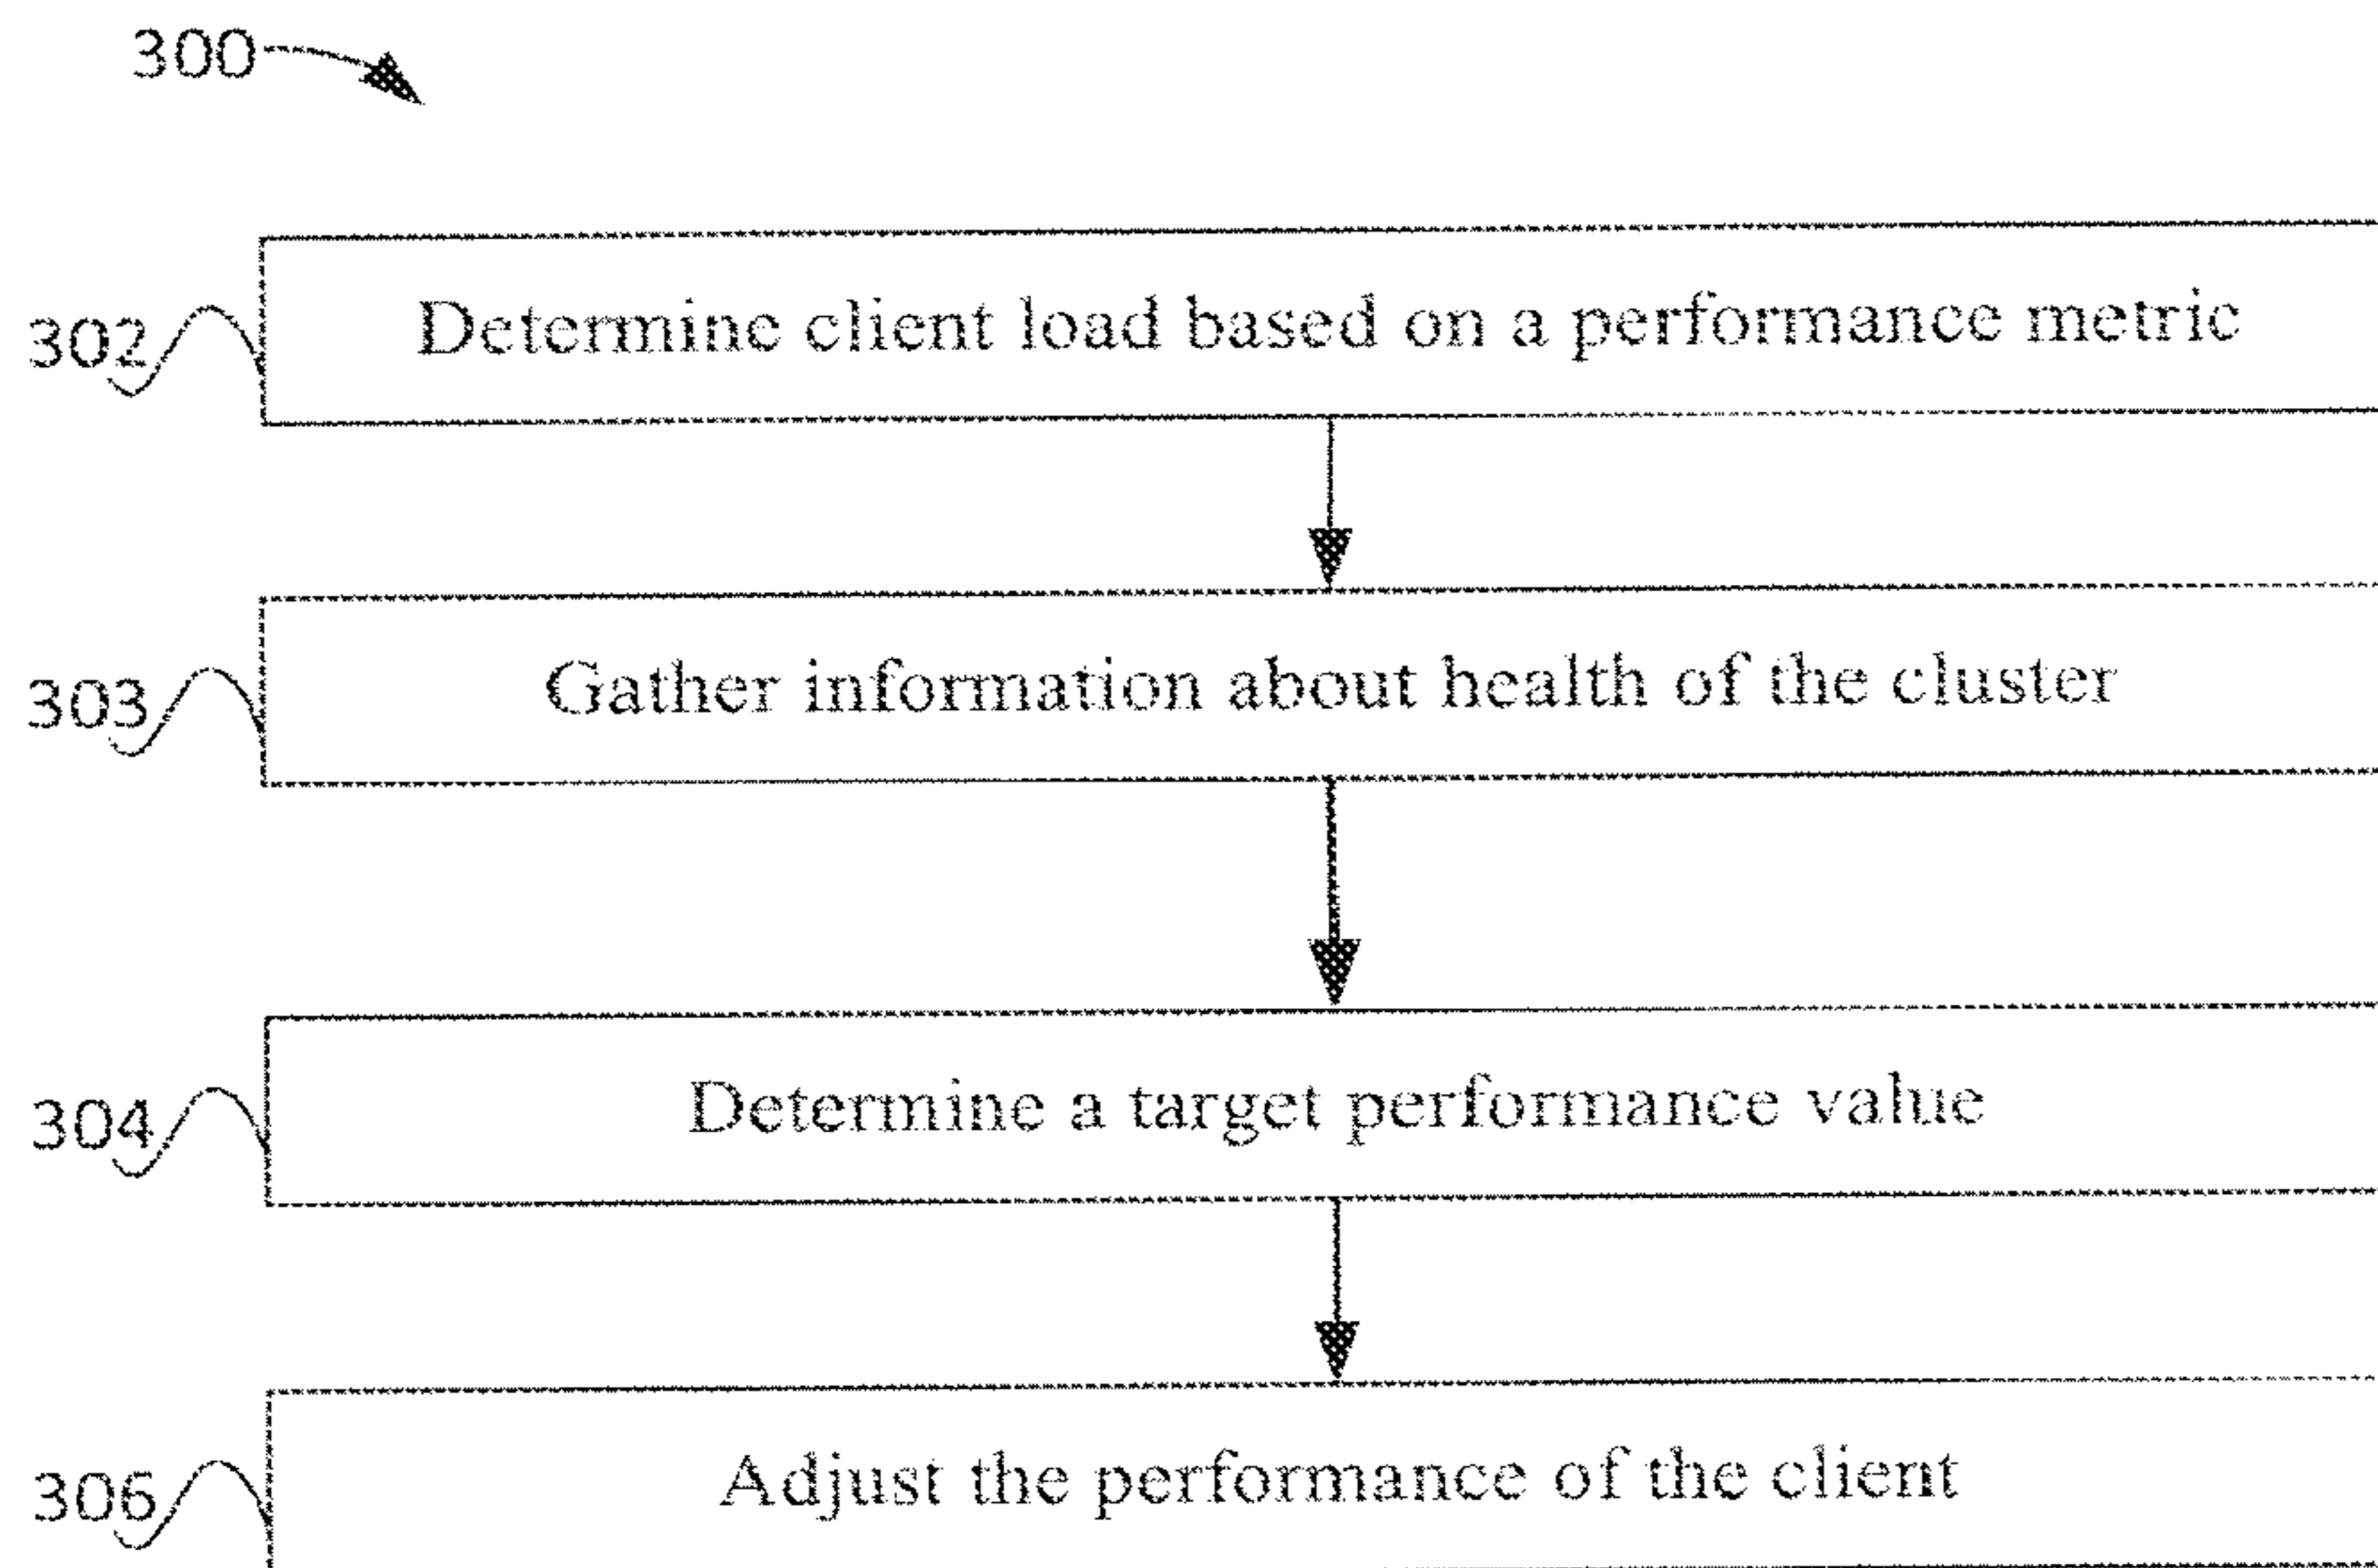 300
302 Determine client load based on a performance metric
303 Gather information about health of the cluster
304 Determine a target performance value
306 Adjust the performance of the client